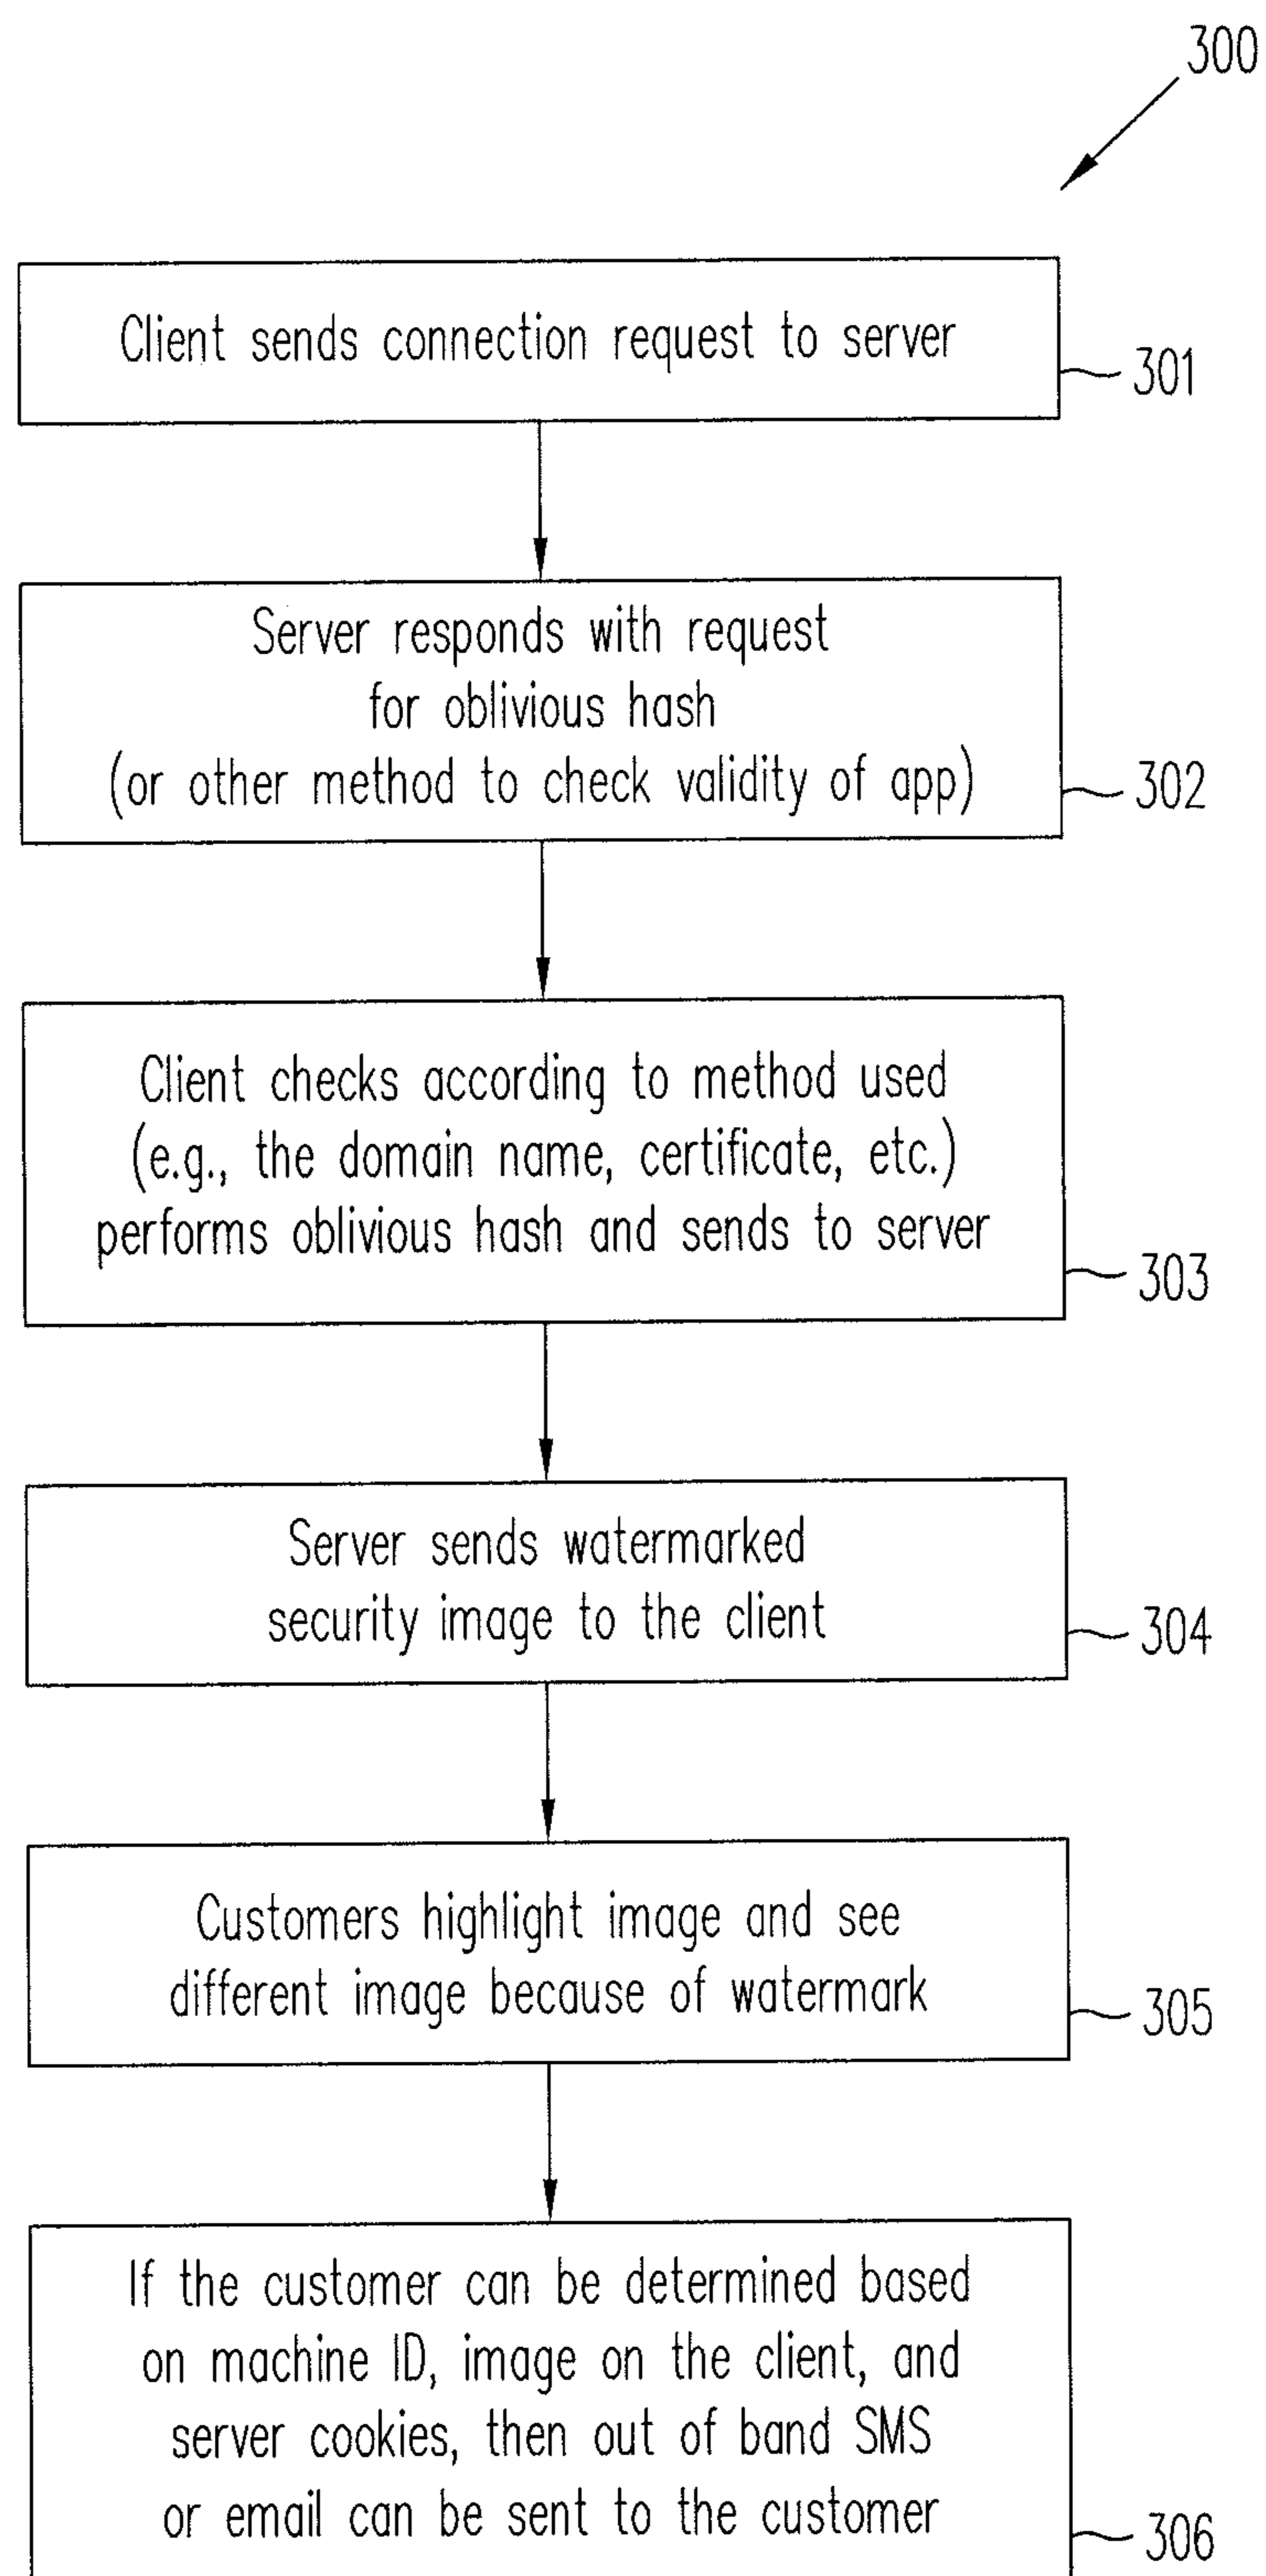 300
Client sends connection request to server
301
Server responds with request
for oblivious hash
(or other method to check validity of app)
302
Client checks according to method used
(e.g., the domain name, certificate, etc.)
performs oblivious hash and sends to server
303
Server sends watermarked
security image to the client
304
Customers highlight image and see
different image because of watermark
305
If the customer can be determined based
on machine ID, image on the client, and
server cookies, then out of band SMS
or email can be sent to the customer
306